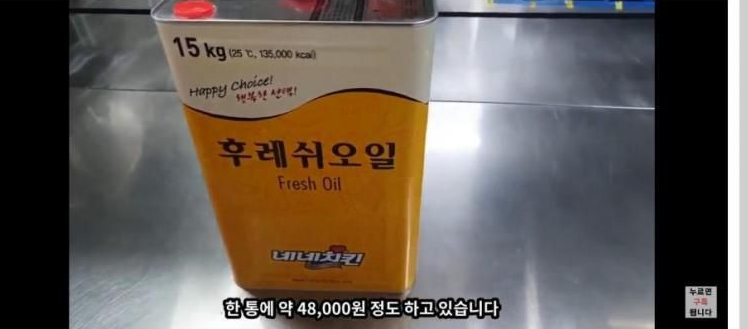 15 kg (25 ℃, 135,000 kcal)
Happy Choice!
행복한 선택!
후레쉬오일
Fresh Oil
네네치킨
한 통에 약 48,000원 정도 하고 있습니다
누르면
구독
됩니다